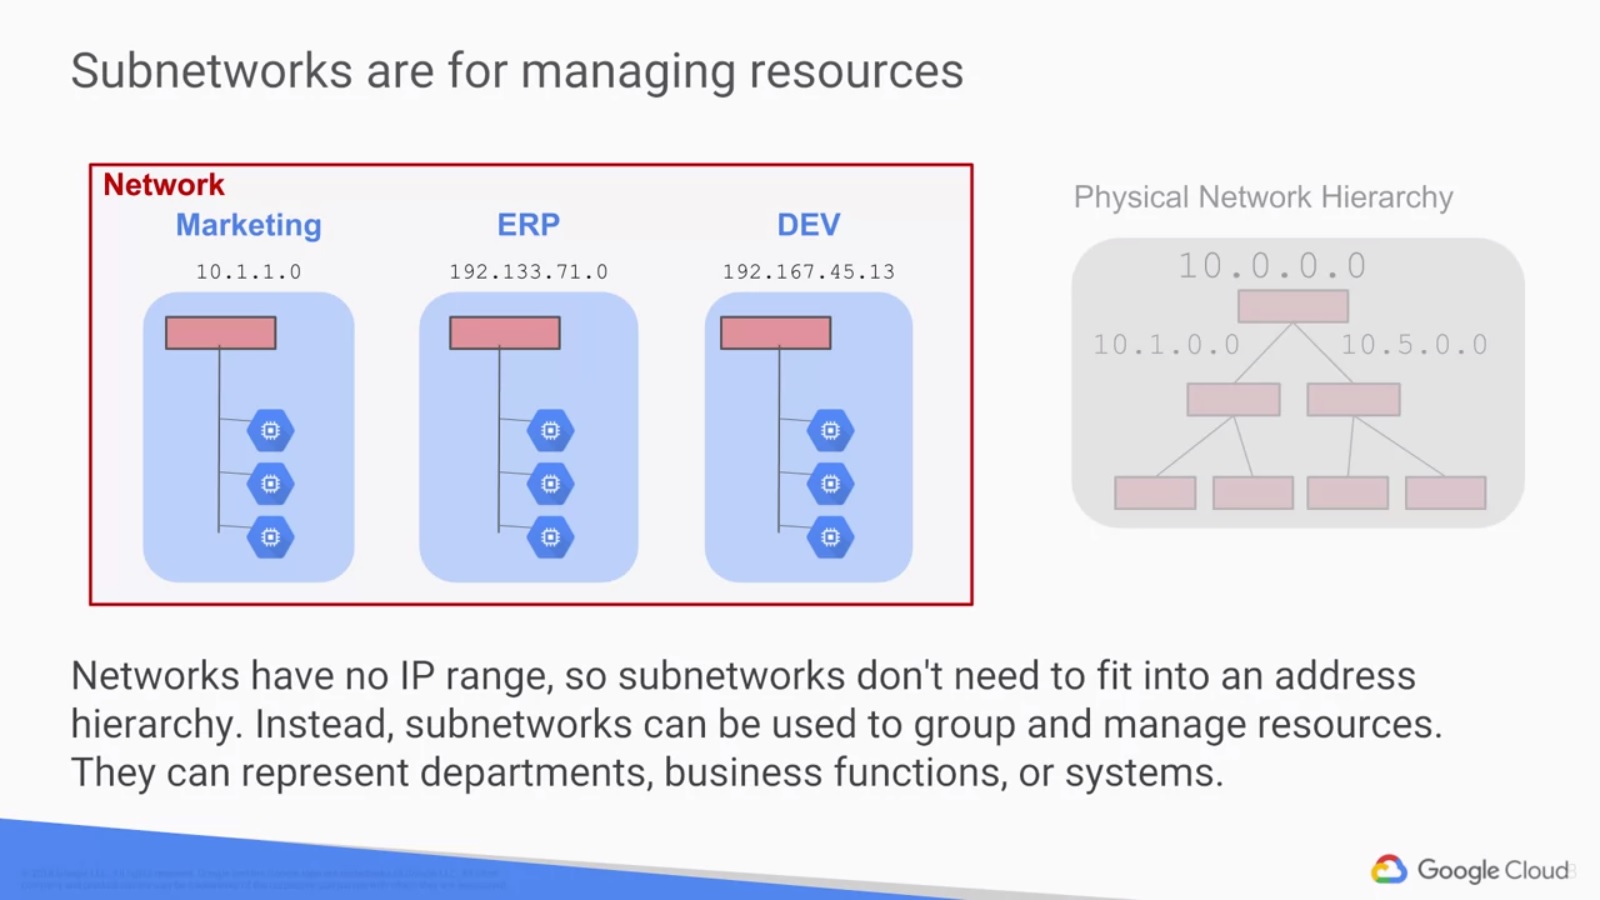 Subnetworks are for managing resources
Network
Marketing
ERP
DEV
10.1.1.0
192.133.71.0
192.167.45.13
Physical Network Hierarchy
10.0.0.0
10.1.0.0
10.5.0.0
Networks have no IP range, so subnetworks don't need to fit into an address
hierarchy. Instead, subnetworks can be used to group and manage resources.
They can represent departments, business functions, or systems.
Google Cloud